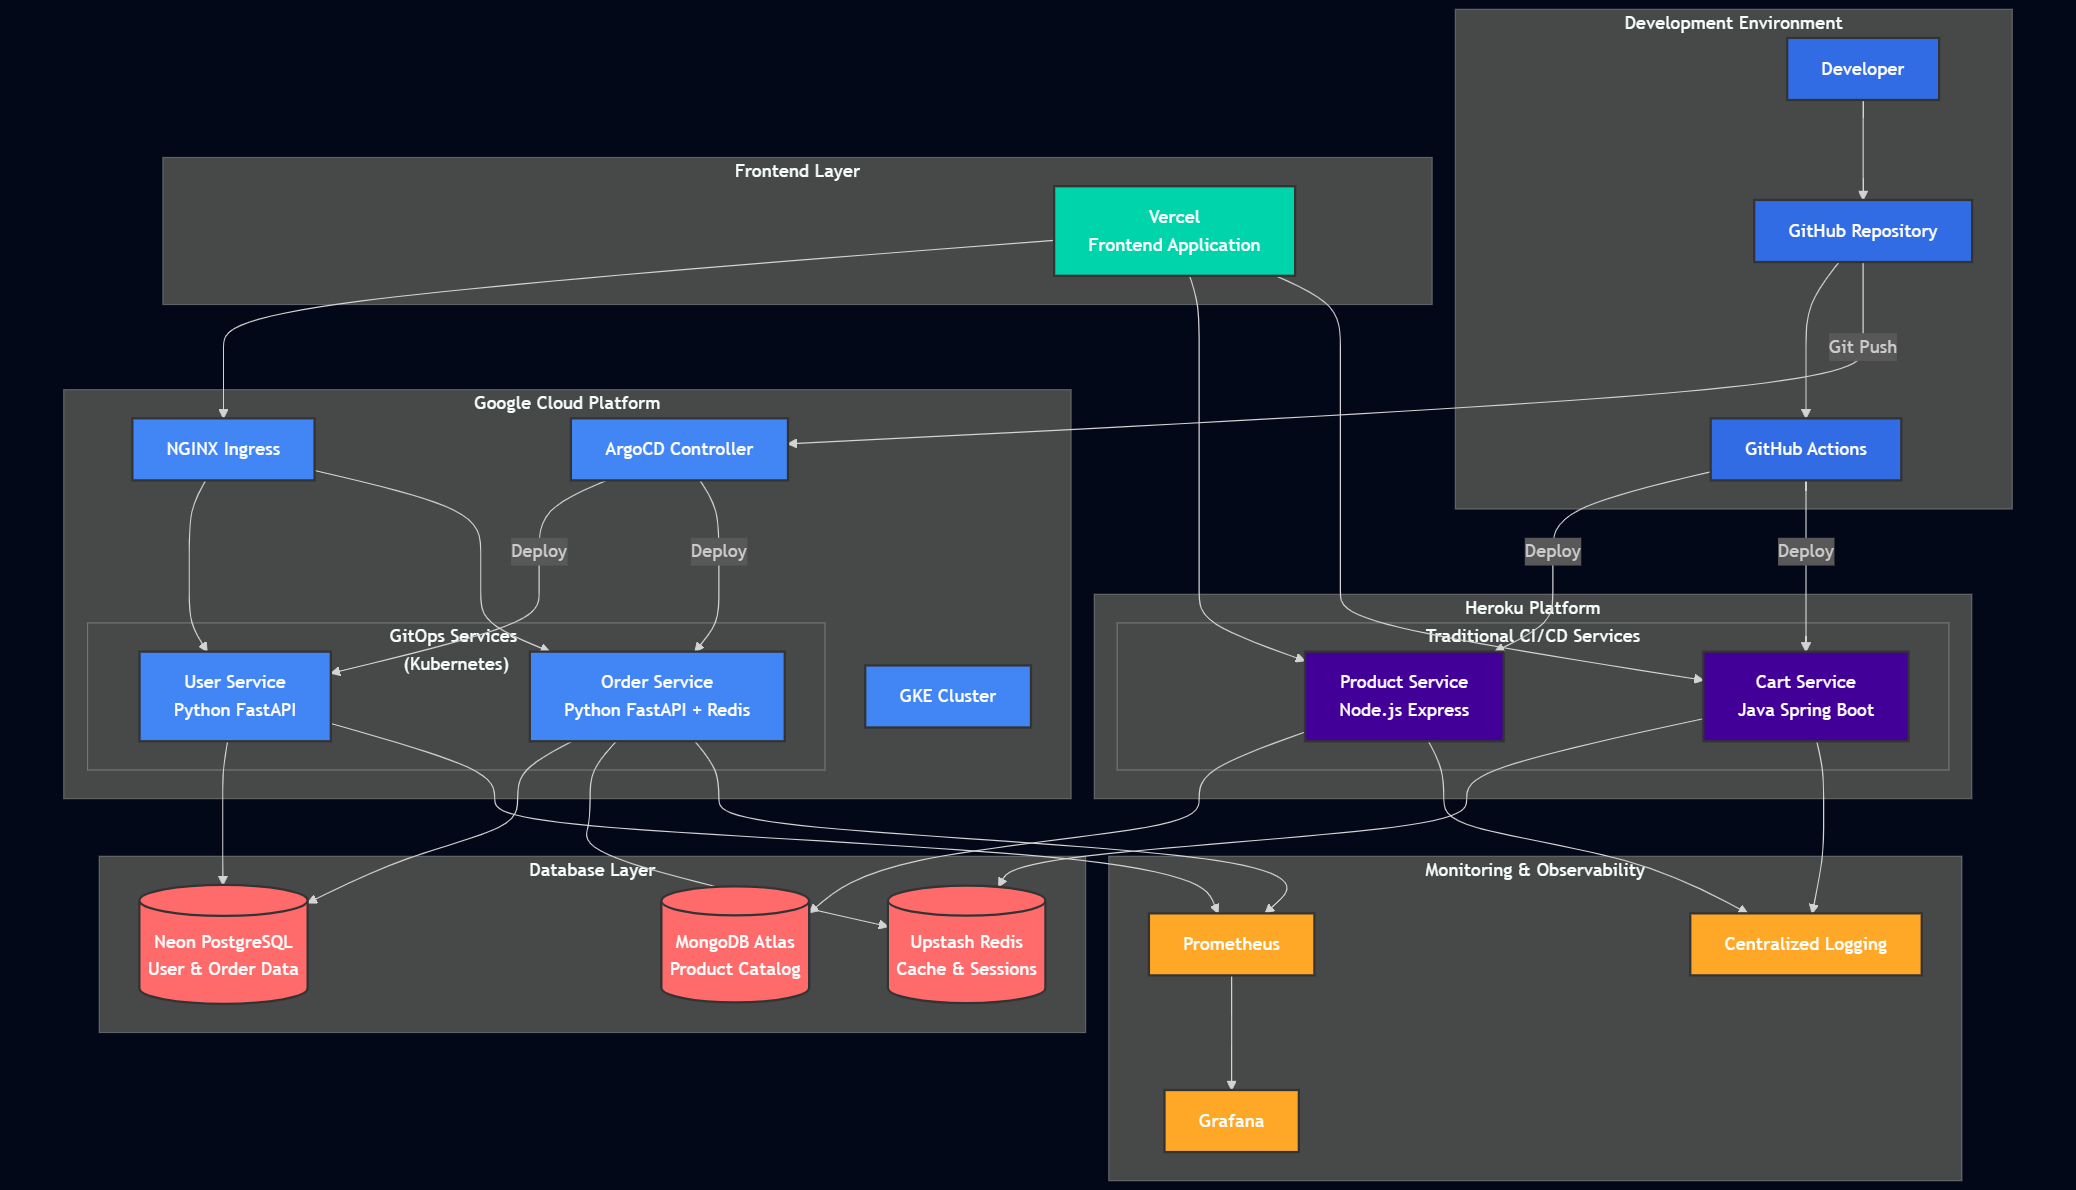 Development Environment
Developer
Frontend Layer
Vercel
Frontend Application
GitHub Repository
Git Push
Google Cloud Platform
NGINX Ingress
ArgoCD Controller
GitHub Actions
Deploy
Deploy
Deploy
Deploy
Heroku Platform
GitOps Services
(Kubernetes)
Traditional CI/CD Services
User Service
Python FastAPI
Order Service
Python FastAPI + Redis
GKE Cluster
Product Service
Node.js Express
Cart Service
Java Spring Boot
Database Layer
Monitoring & Observability
Neon PostgreSQL
User & Order Data
MongoDB Atlas
Product Catalog
Upstash Redis
Cache & Sessions
Prometheus
Centralized Logging
Grafana